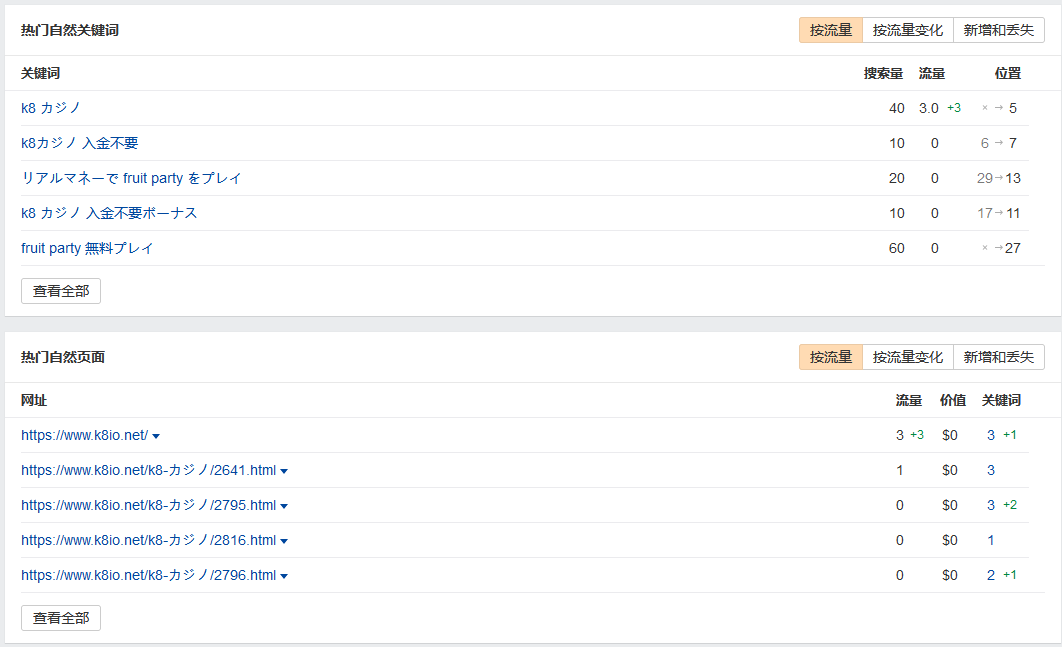 热门自然关键词 按流量 按流量变化 新增和丢失
关键词 搜索量 流量 位置
k8 カジノ 40 3.0 +3 × → 5
k8カジノ 入金不要 10 0 6 → 7
リアルマネーで fruit party をプレイ 20 0 29→13
k8 カジノ 入金不要ボーナス 10 0 17→11
fruit party 無料プレイ 60 0 × →27
查看全部
热门自然页面 按流量 按流量变化 新增和丢失
网址 流量 价值 关键词
https://www.k8io.net/ 3 +3 $0 3 +1
https://www.k8io.net/k8-カジノ/2641.html 1 $0 3
https://www.k8io.net/k8-カジノ/2795.html 0 $0 3 +2
https://www.k8io.net/k8-カジノ/2816.html 0 $0 1
https://www.k8io.net/k8-カジノ/2796.html 0 $0 2 +1
查看全部